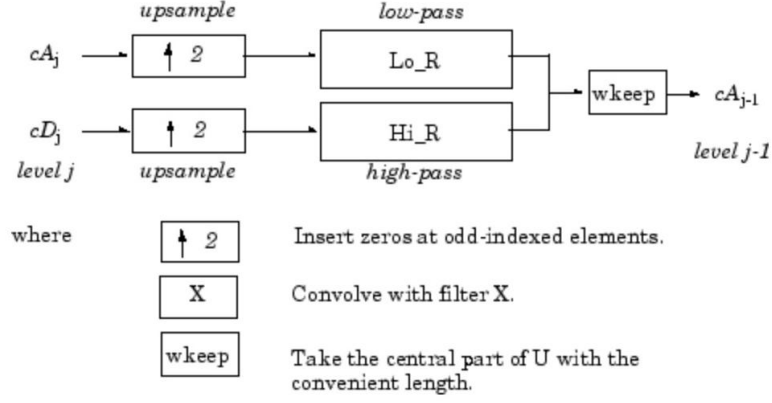 upsample low-pass
cAj ↑ 2 Lo_R
wkeep cAj-1
cDj ↑ 2 Hi_R
level j upsample high-pass level j-1
where ↑ 2 Insert zeros at odd-indexed elements.
X Convolve with filter X.
wkeep Take the central part of U with the
convenient length.